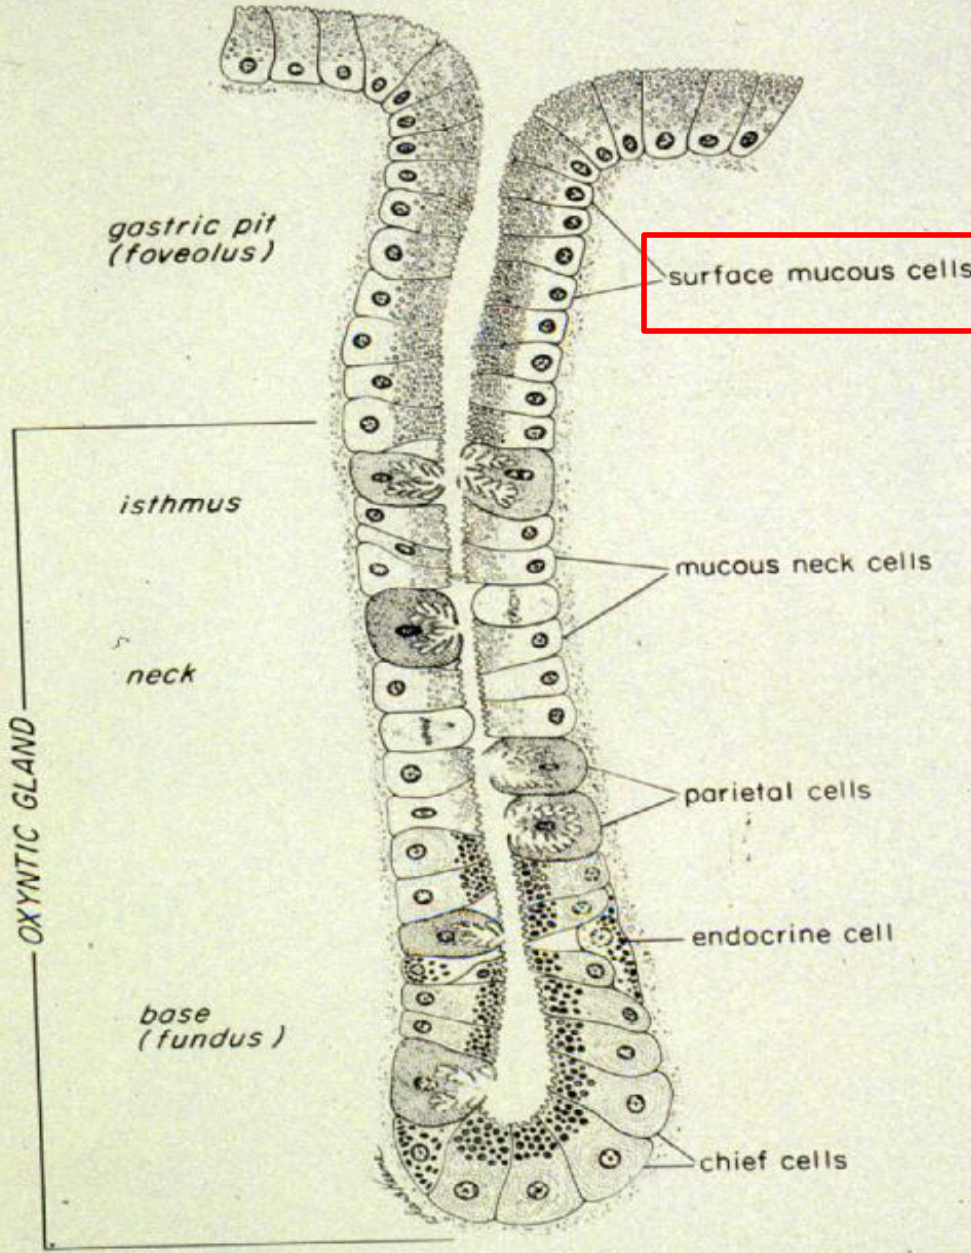 gastric pit
(foveolus)
surface mucous cells
isthmus
mucous neck cells
neck
OXYNTIC GLAND
parietal cells
endocrine cell
base
(fundus)
chief cells